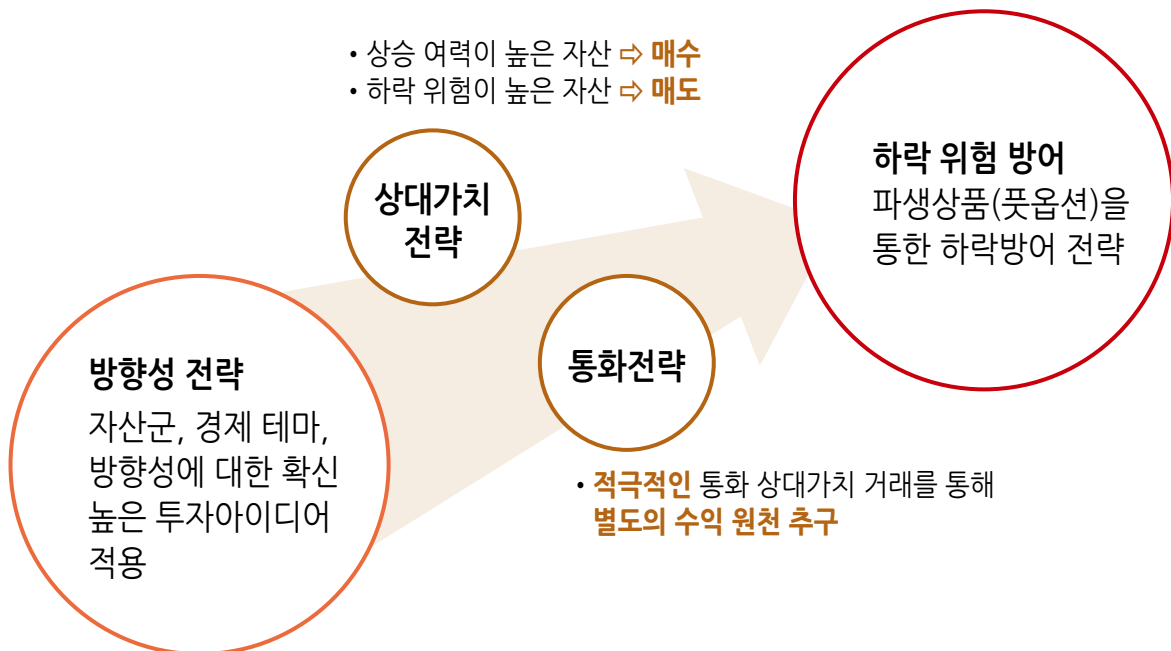 • 상승 여력이 높은 자산 ⇨ 매수
• 하락 위험이 높은 자산 ⇨ 매도
상대가치
전략
하락 위험 방어
파생상품(풋옵션)을
통한 하락방어 전략
방향성 전략
자산군, 경제 테마,
방향성에 대한 확신
높은 투자아이디어
적용
통화전략
• 적극적인 통화 상대가치 거래를 통해
별도의 수익 원천 추구